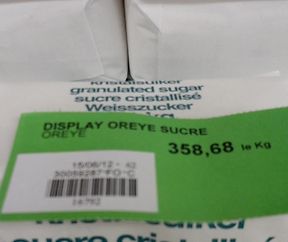 kristalsuiker
granulated sugar
sucre cristallisé
Weisszucker
DISPLAY OREYE SUCRE
OREYE
358,68 le Kg
15/06/12 - 42
kristalsuiker
sucre cristallisé